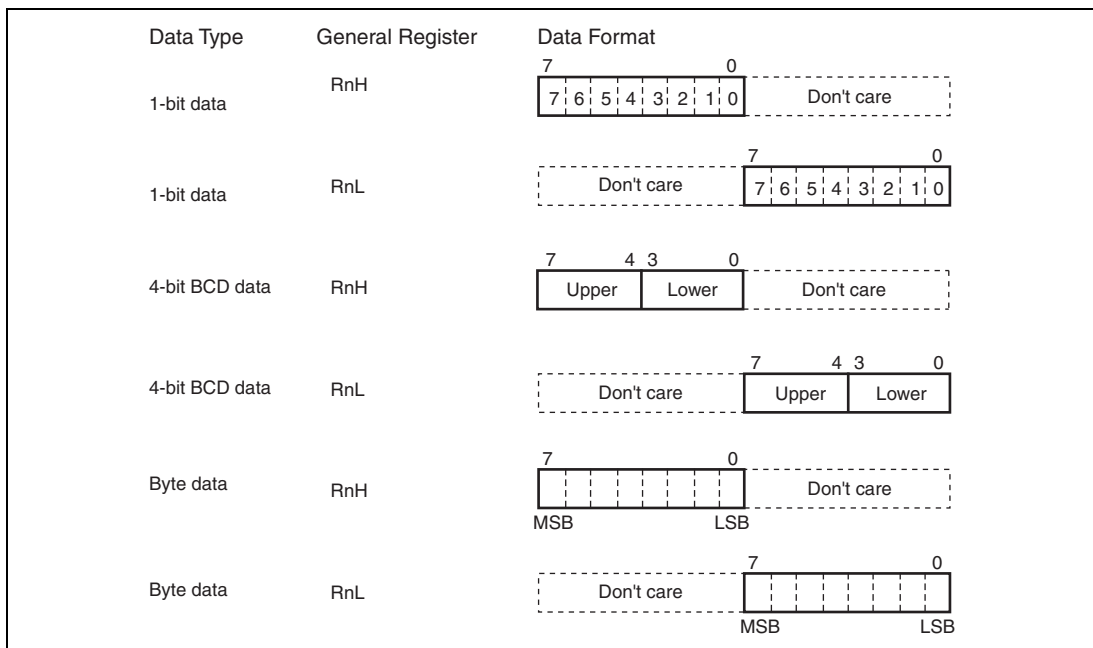 Data Type General Register Data Format
7 0
1-bit data RnH 7 6 5 4 3 2 1 0 Don't care
7 0
1-bit data RnL Don't care 7 6 5 4 3 2 1 0
7 4 3 0
4-bit BCD data RnH Upper Lower Don't care
7 4 3 0
4-bit BCD data RnL Don't care Upper Lower
7 0
Byte data RnH Don't care
MSB LSB
7 0
Byte data RnL Don't care
MSB LSB